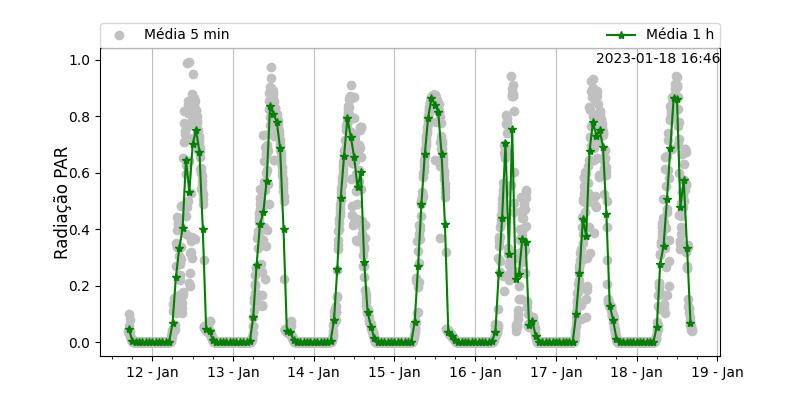 Média 5 min
Média 1 h
2023-01-18 16:46
Radiação PAR
1.0
0.8
0.6
0.4
0.2
0.0
12 - Jan
13 - Jan
14 - Jan
15 - Jan
16 - Jan
17 - Jan
18 - Jan
19 - Jan